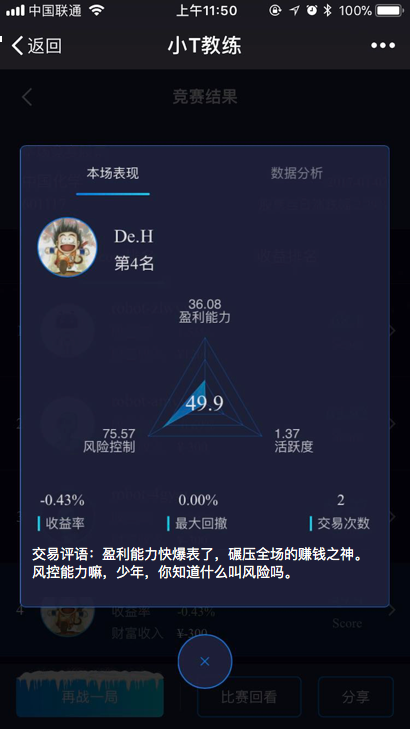 中国联通
上午11:50
100%
返回
小T教练
竞赛结果
本场表现
数据分析
De.H
第4名
36.08
盈利能力
49.9
75.57
风险控制
1.37
活跃度
-0.43%
收益率
0.00%
最大回撤
2
交易次数
交易评语：盈利能力快爆表了，碾压全场的赚钱之神。
风控能力嘛，少年，你知道什么叫风险吗。
4
收益率
-0.43%
财富收入
¥-300
Score
再战一局
比赛回看
分享